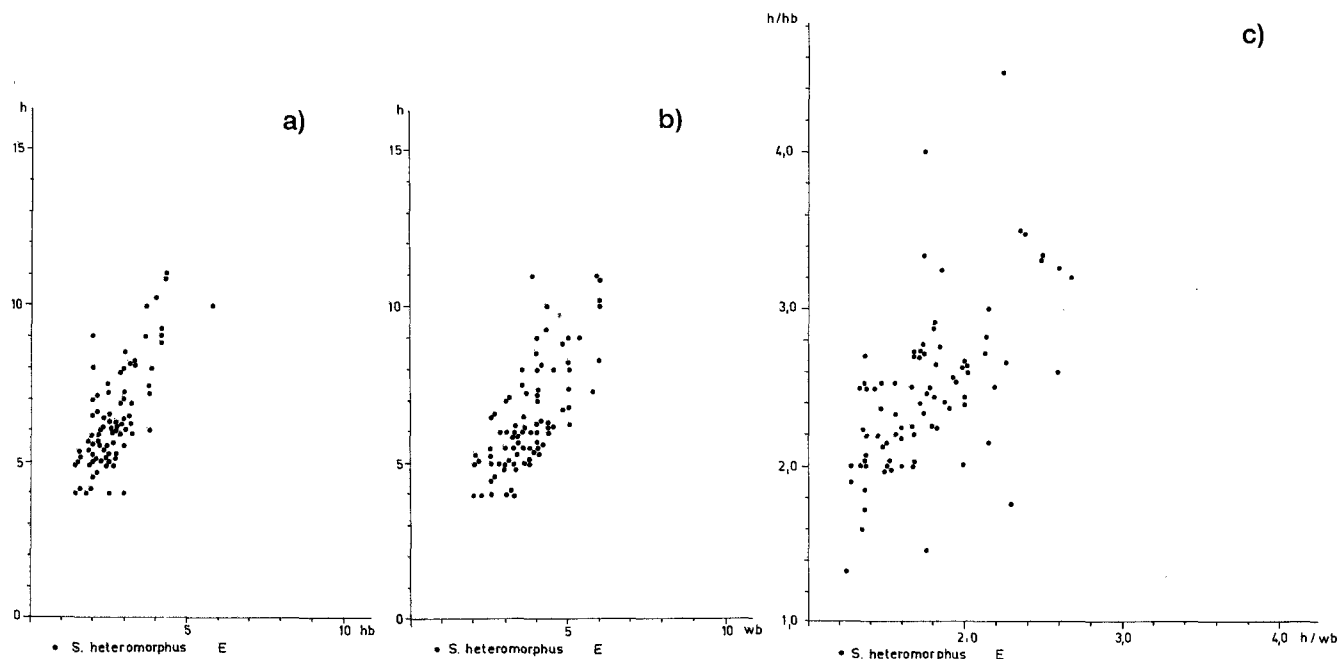 a)
h
15
10
5
0
5
10 hb
• S. heteromorphus E
b)
h
15
10
5
0
5
10 wb
• S. heteromorphus E
c)
h/hb
4,0
3,0
2,0
1,0
2,0
3,0
4,0 h/wb
• S. heteromorphus E